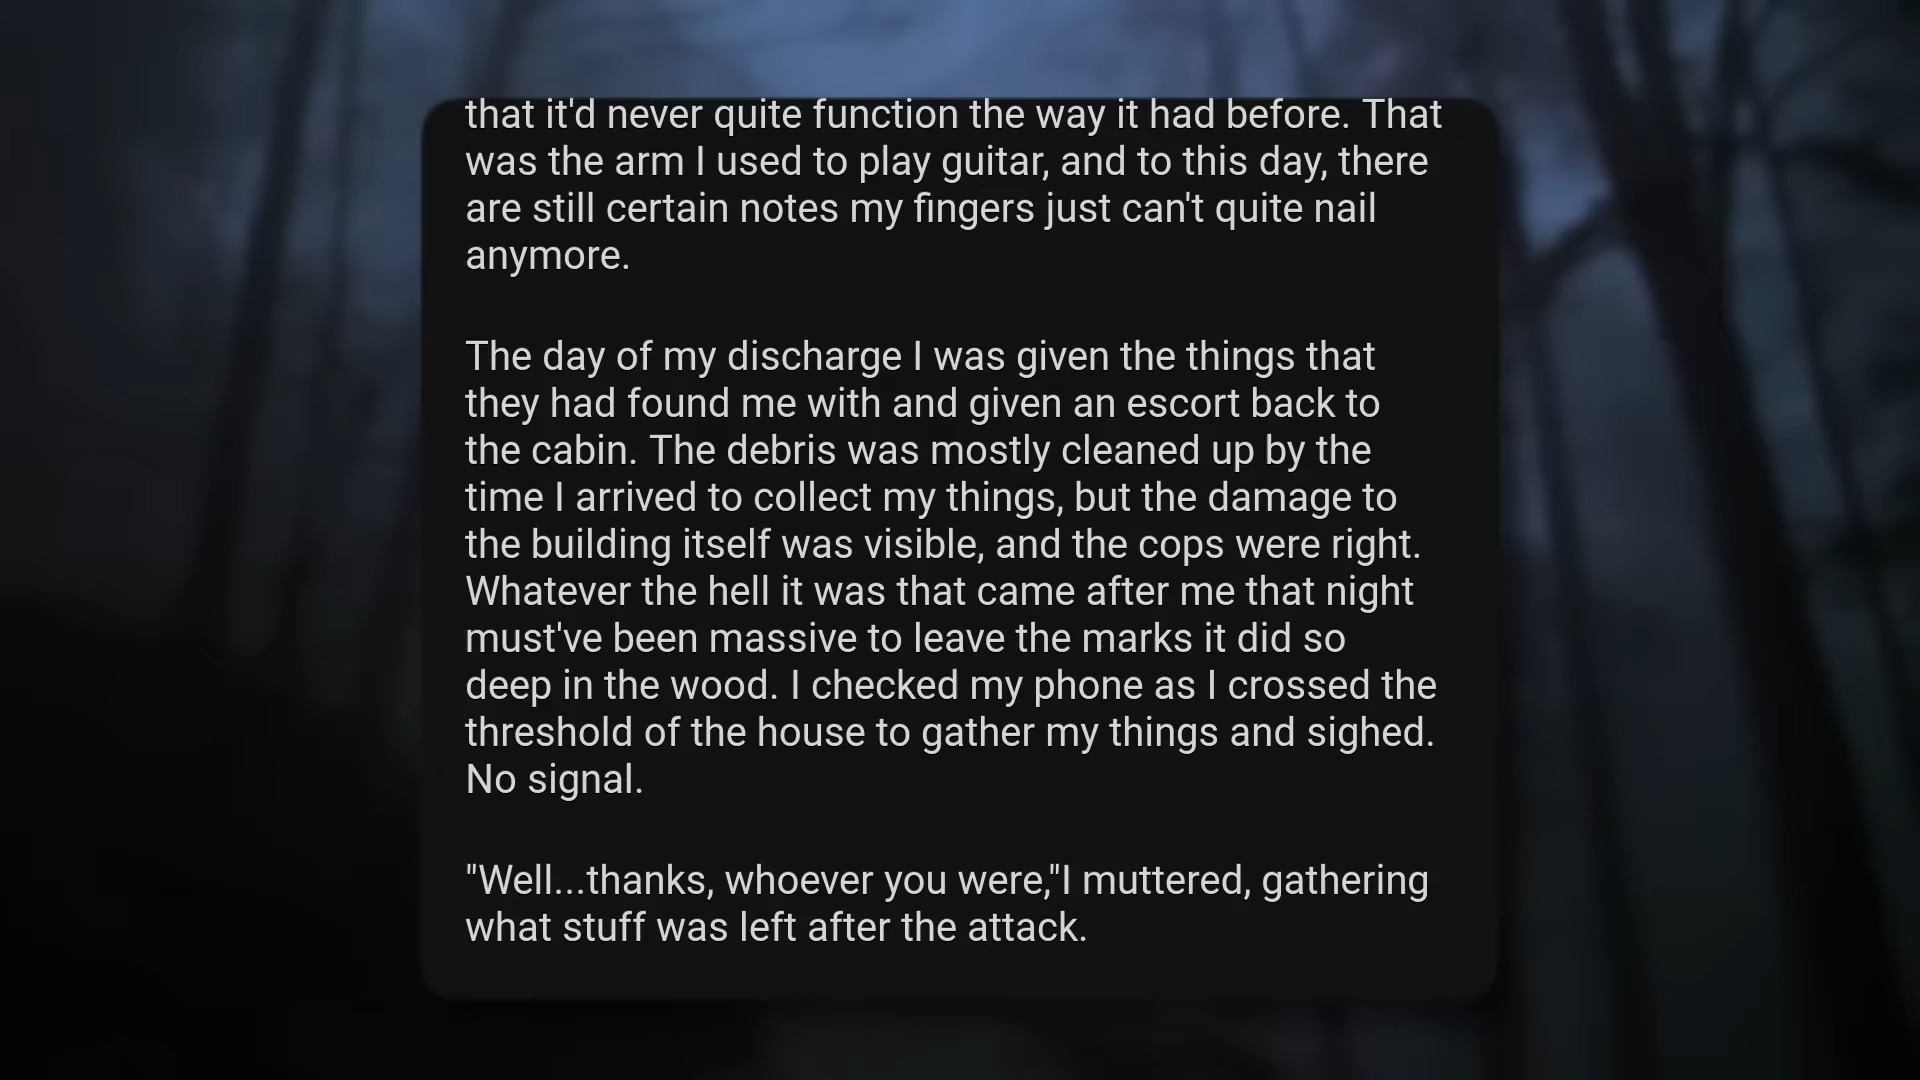 that it'd never quite function the way it had before. That
was the arm I used to play guitar, and to this day, there
are still certain notes my fingers just can't quite nail
anymore.
The day of my discharge I was given the things that
they had found me with and given an escort back to
the cabin. The debris was mostly cleaned up by the
time I arrived to collect my things, but the damage to
the building itself was visible, and the cops were right.
Whatever the hell it was that came after me that night
must've been massive to leave the marks it did so
deep in the wood. I checked my phone as I crossed the
threshold of the house to gather my things and sighed.
No signal.
"Well...thanks, whoever you were,"I muttered, gathering
what stuff was left after the attack.